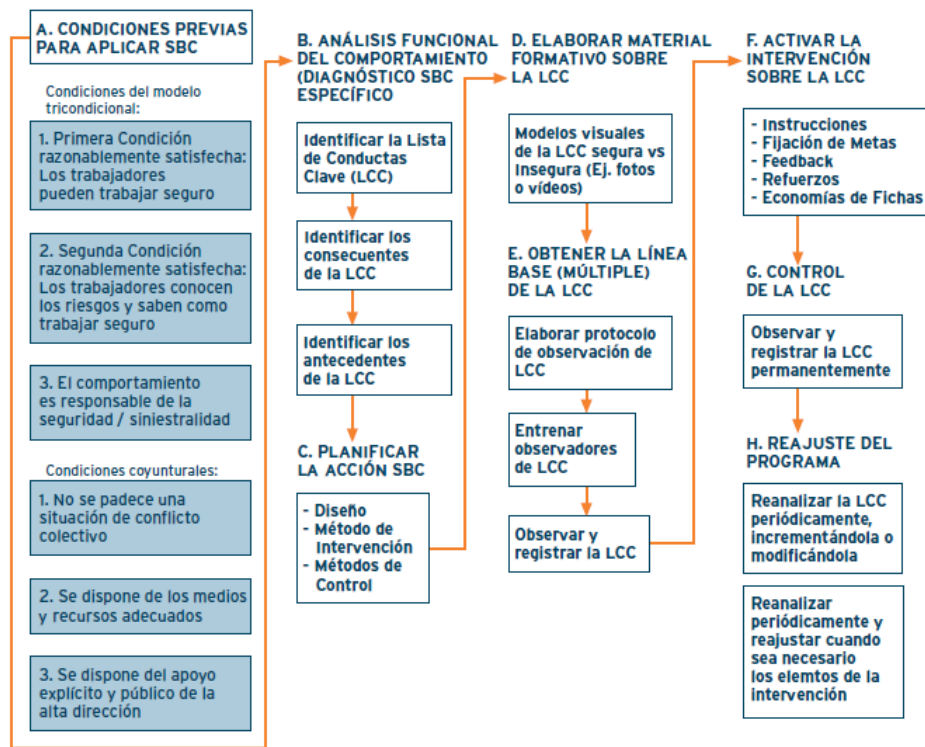 A. CONDICIONES PREVIAS
PARA APLICAR SBC
Condiciones del modelo
tricondicional:
1. Primera Condición
razonablemente satisfecha:
Los trabajadores
pueden trabajar seguro
2. Segunda Condición
razonablemente satisfecha:
Los trabajadores conocen
los riesgos y saben como
trabajar seguro
3. El comportamiento
es responsable de la
seguridad / siniestralidad
Condiciones coyunturales:
1. No se padece una
situación de conflicto
colectivo
2. Se dispone de los medios
y recursos adecuados
3. Se dispone del apoyo
explícito y público de la
alta dirección
B. ANÁLISIS FUNCIONAL
DEL COMPORTAMIENTO
(DIAGNÓSTICO SBC
ESPECÍFICO
Identificar la Lista
de Conductas
Clave (LCC)
Identificar los
consecuentes
de la LCC
Identificar los
antecedentes
de la LCC
C. PLANIFICAR
LA ACCIÓN SBC
- Diseño
- Método de
Intervención
- Métodos de
Control
D. ELABORAR MATERIAL
FORMATIVO SOBRE
LA LCC
Modelos visuales
de la LCC segura vs
Insegura (Ej. fotos
o vídeos)
E. OBTENER LA LÍNEA
BASE (MÚLTIPLE)
DE LA LCC
Elaborar protocolo
de observación de
LCC
Entrenar
observadores
de LCC
Observar y
registrar la LCC
F. ACTIVAR LA
INTERVENCIÓN
SOBRE LA LCC
- Instrucciones
- Fijación de Metas
- Feedback
- Refuerzos
- Economías de Fichas
G. CONTROL
DE LA LCC
Observar y
registrar la LCC
permanentemente
H. REAJUSTE DEL
PROGRAMA
Reanalizar la LCC
periódicamente,
incrementándola o
modificándola
Reanalizar
periódicamente y
reajustar cuando
sea necesario
los elemtos de la
intervención